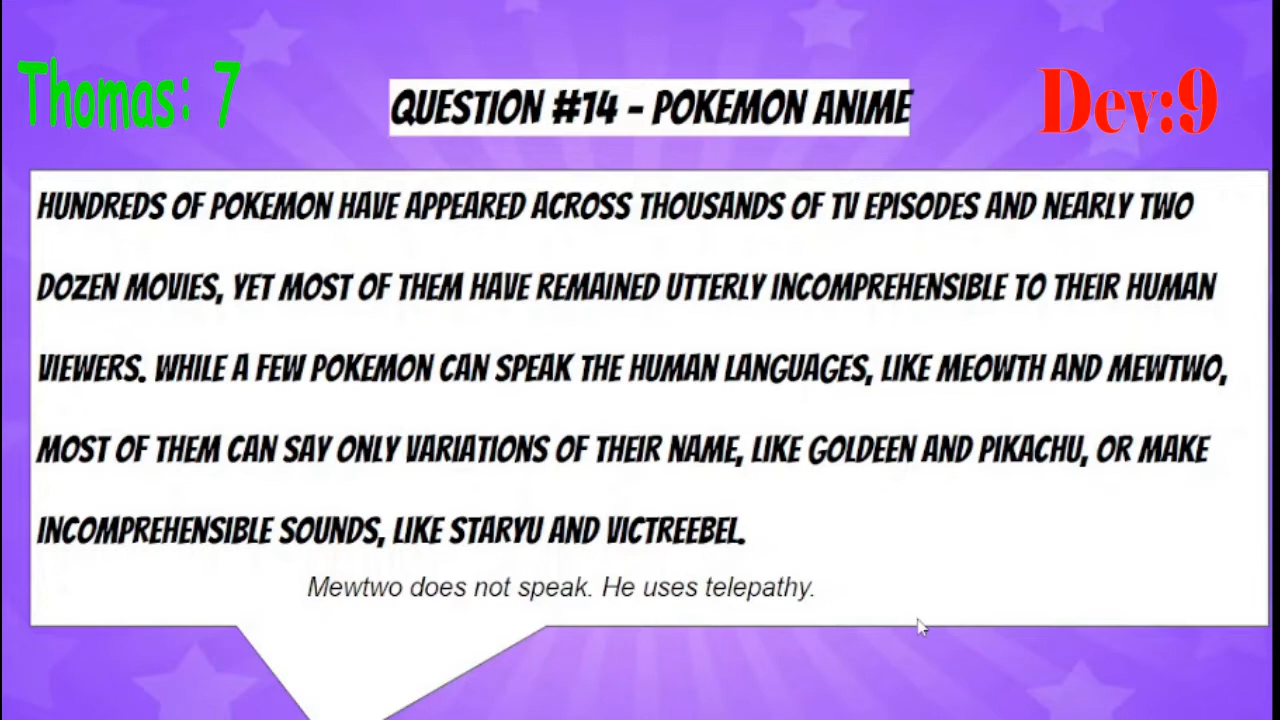 Thomas: 7
QUESTION #14 - POKEMON ANIME
Dev:9
HUNDREDS OF POKEMON HAVE APPEARED ACROSS THOUSANDS OF TV EPISODES AND NEARLY TWO
DOZEN MOVIES, YET MOST OF THEM HAVE REMAINED UTTERLY INCOMPREHENSIBLE TO THEIR HUMAN
VIEWERS. WHILE A FEW POKEMON CAN SPEAK THE HUMAN LANGUAGES, LIKE MEOWTH AND MEWTWO,
MOST OF THEM CAN SAY ONLY VARIATIONS OF THEIR NAME, LIKE GOLDEEN AND PIKACHU, OR MAKE
INCOMPREHENSIBLE SOUNDS, LIKE STARYU AND VICTREEBEL.
Mewtwo does not speak. He uses telepathy.